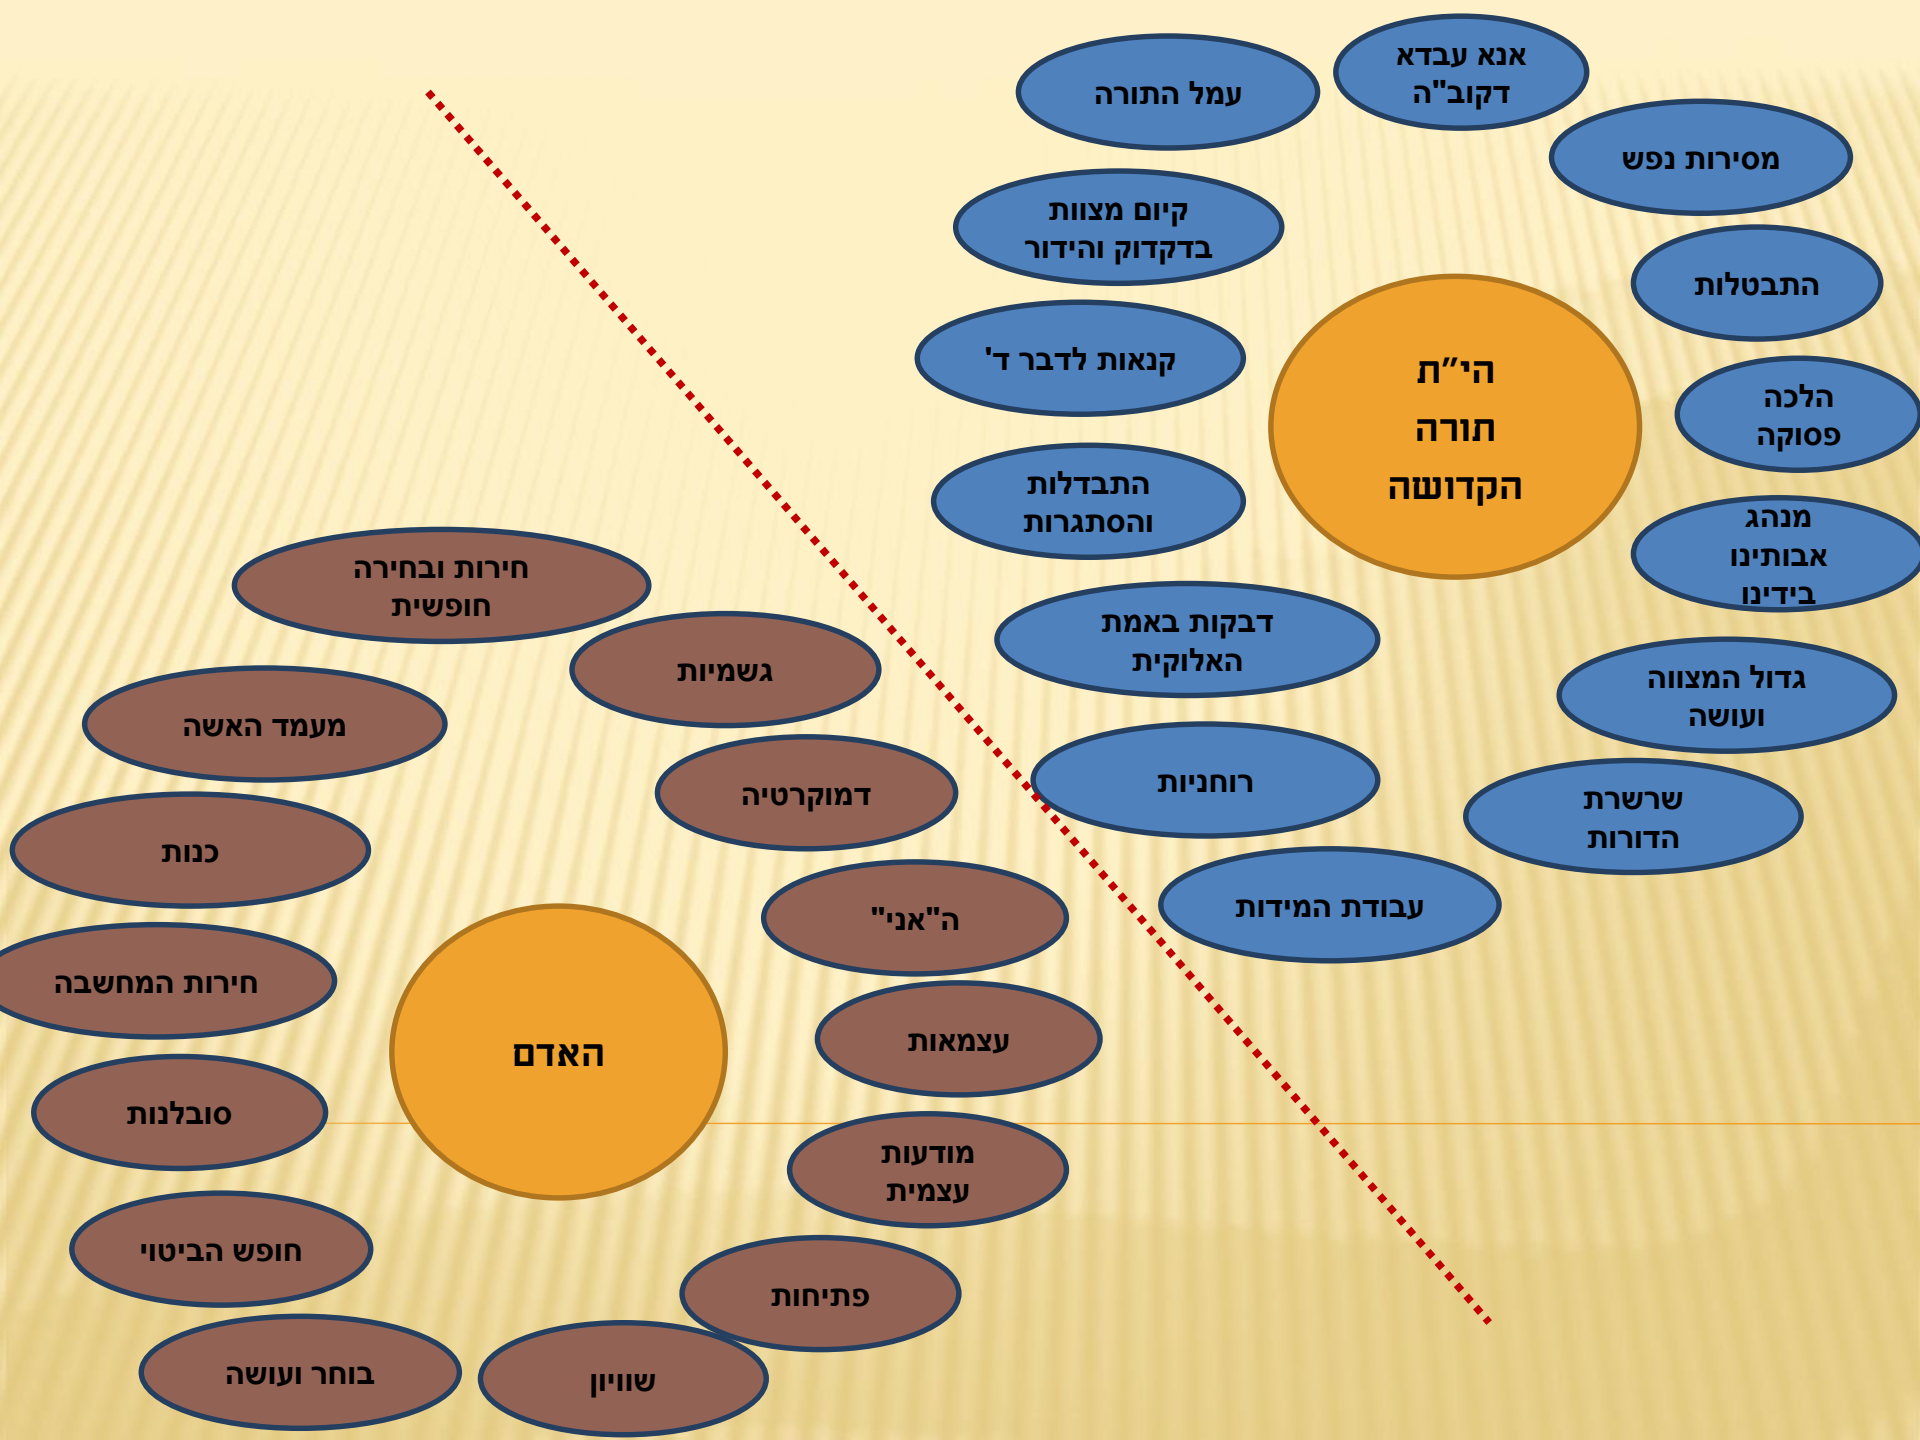 אנא עבדא
דקוב"ה
עמל התורה
מסירות נפש
קיום מצוות
בדקדוק והידור
התבטלות
קנאות לדבר ד'
הי״ת
תורה
הקדושה
הלכה
פסוקה
התבדלות
והסתגרות
מנהג
אבותינו
בידינו
דבקות באמת
האלוקית
גדול המצווה
ועושה
רוחניות
שרשרת
הדורות
עבודת המידות
חירות ובחירה
חופשית
גשמיות
מעמד האשה
דמוקרטיה
כנות
ה"אני"
חירות המחשבה
האדם
עצמאות
סובלנות
מודעות
עצמית
חופש הביטוי
פתיחות
בוחר ועושה
שוויון